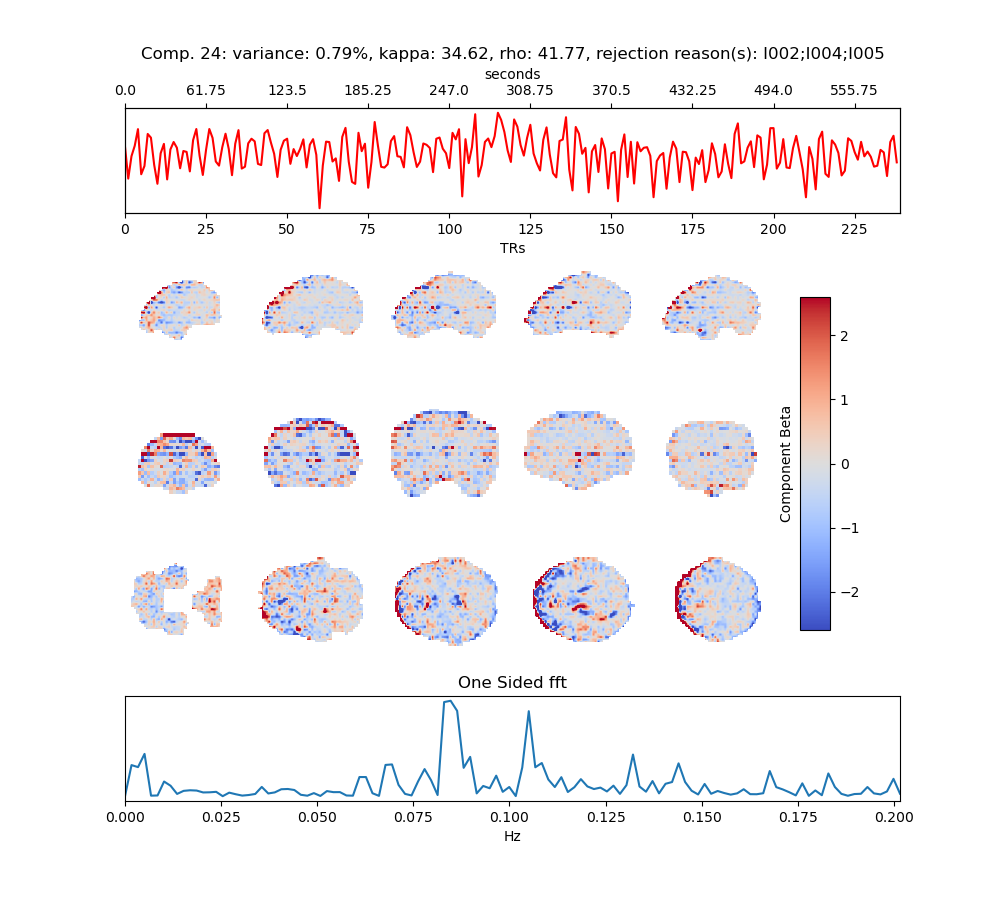 Comp. 24: variance: 0.79%, kappa: 34.62, rho: 41.77, rejection reason(s): I002;I004;I005
seconds
0.0 61.75 123.5 185.25 247.0 308.75 370.5 432.25 494.0 555.75
0 25 50 75 100 125 150 175 200 225
TRs
2
1
0
−1
−2
Component Beta
One Sided fft
0.000 0.025 0.050 0.075 0.100 0.125 0.150 0.175 0.200
Hz